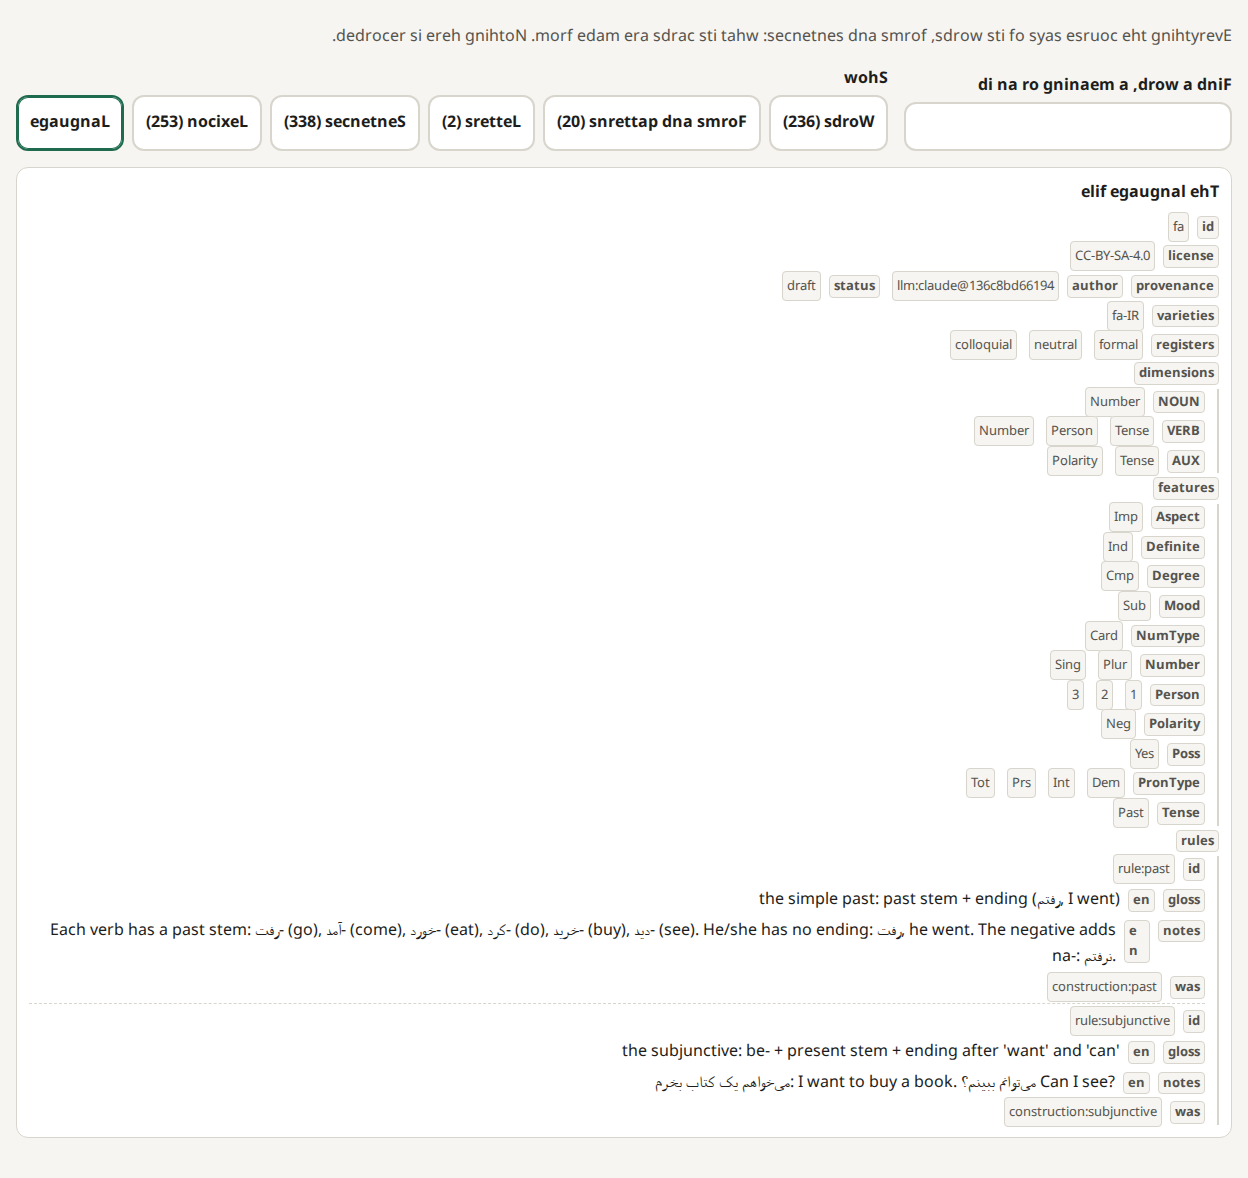 .dedrocer si ereh gnihtoN .morf edam era sdrac sti tahw :secnetnes dna smrof ,sdrow sti fo syas esruoc eht gnihtyrevE
di na ro gninaem a ,drow a dniF
wohS
(236) sdroW
(20) snrettap dna smroF
(2) sretteL
(338) secnetneS
(253) nocixeL
egaugnaL
elif egaugnal ehT
id fa
license CC-BY-SA-4.0
provenance author llm:claude@136c8bd66194 status draft
varieties fa-IR
registers formal neutral colloquial
dimensions
NOUN Number
VERB Tense Person Number
AUX Tense Polarity
features
Aspect Imp
Definite Ind
Degree Cmp
Mood Sub
NumType Card
Number Plur Sing
Person 1 2 3
Polarity Neg
Poss Yes
PronType Dem Int Prs Tot
Tense Past
rules
id rule:past
gloss en the simple past: past stem + ending (رفتم, I went)
notes en Each verb has a past stem: رفت- (go), آمد- (come), خورد- (eat), کرد- (do), خرید- (buy), دید- (see). He/she has no ending: رفت, he went. The negative adds
na-: نرفتم.
was construction:past
id rule:subjunctive
gloss en the subjunctive: be- + present stem + ending after 'want' and 'can'
notes en می‌خواهم یک کتاب بخرم: I want to buy a book. می‌توانم ببینم؟ Can I see?
was construction:subjunctive